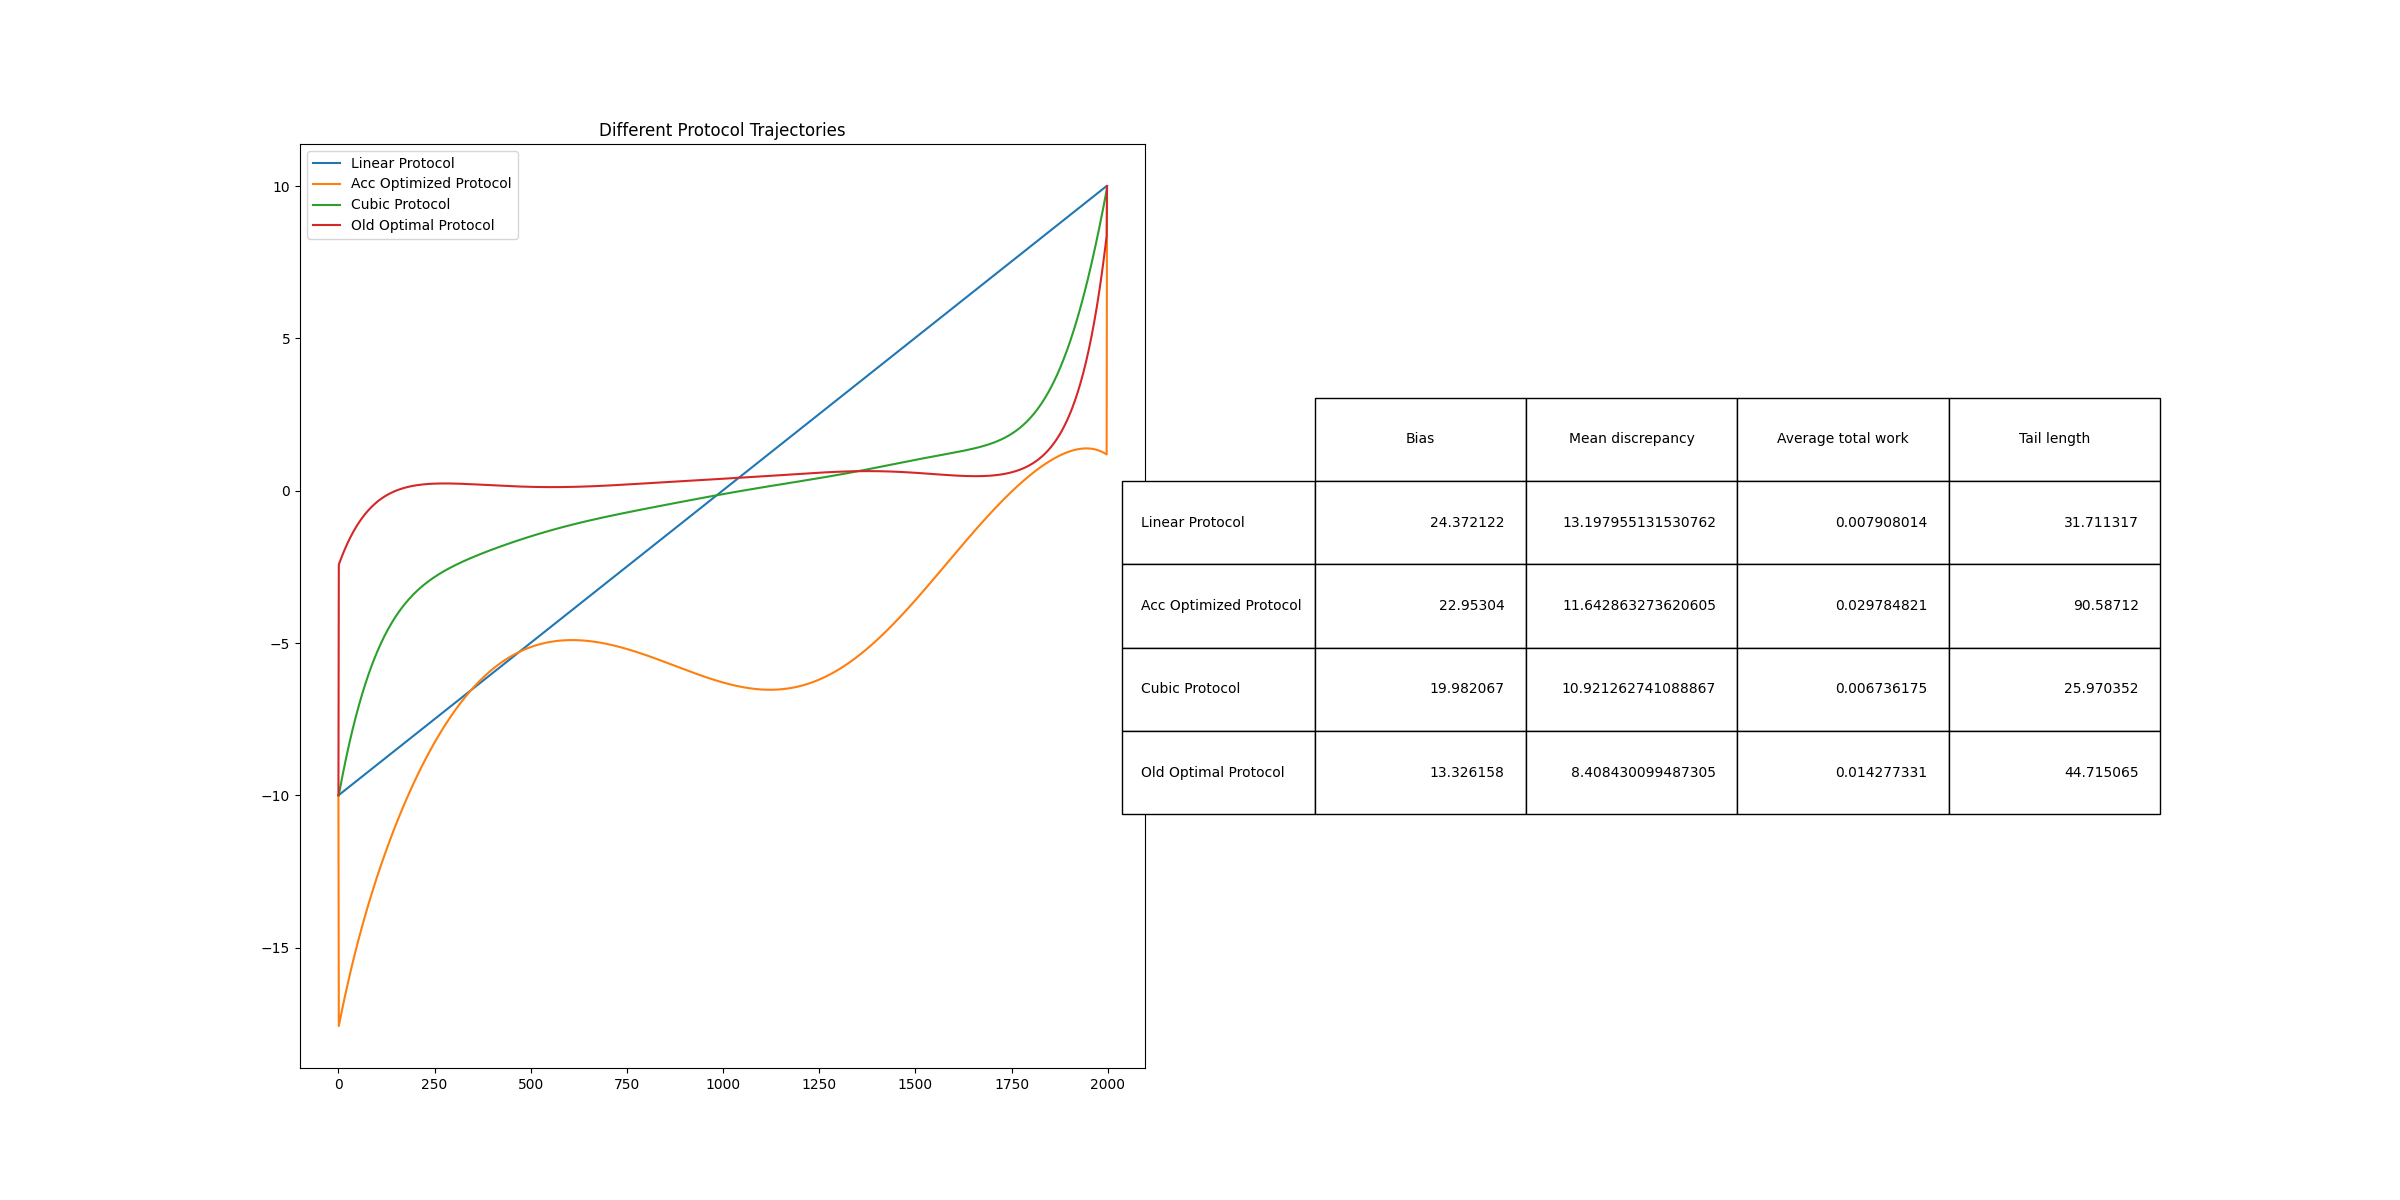 Different Protocol Trajectories
Linear Protocol
Acc Optimized Protocol
Cubic Protocol
Old Optimal Protocol
10
5
0
−5
−10
−15
0 250 500 750 1000 1250 1500 1750 2000
Bias Mean discrepancy Average total work Tail length
Linear Protocol 24.372122 13.197955131530762 0.007908014 31.711317
Acc Optimized Protocol 22.95304 11.642863273620605 0.029784821 90.58712
Cubic Protocol 19.982067 10.921262741088867 0.006736175 25.970352
Old Optimal Protocol 13.326158 8.408430099487305 0.014277331 44.715065